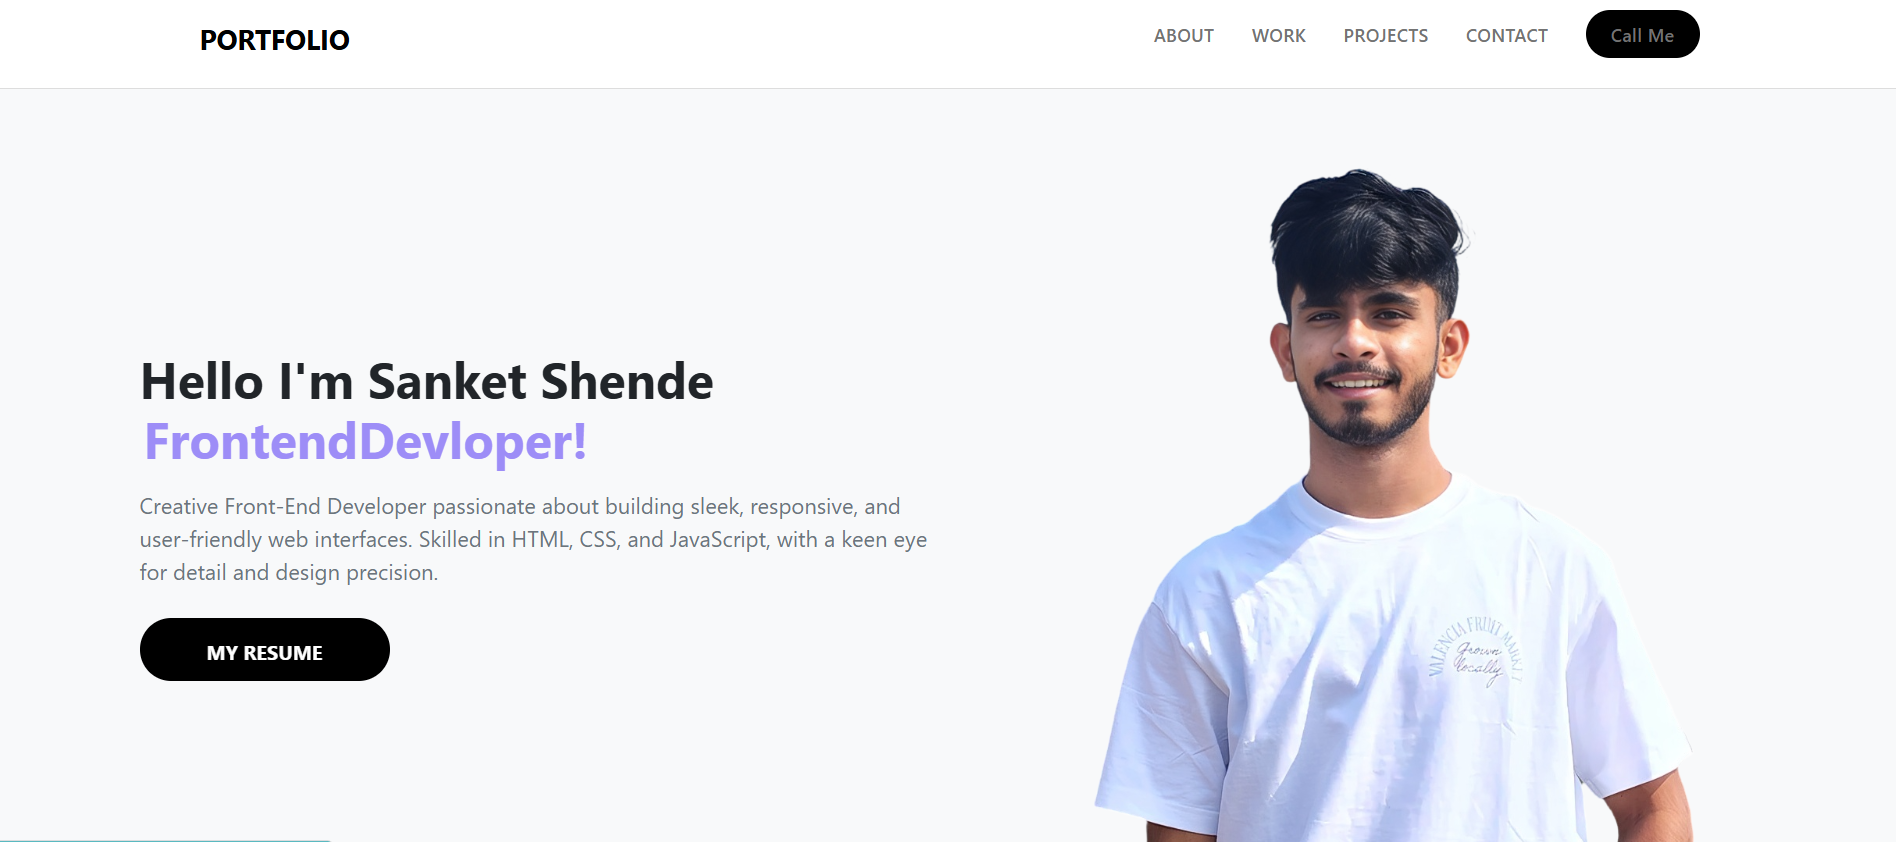 PORTFOLIO
ABOUT WORK PROJECTS CONTACT Call Me
Hello I'm Sanket Shende
FrontendDevloper!
Creative Front-End Developer passionate about building sleek, responsive, and
user-friendly web interfaces. Skilled in HTML, CSS, and JavaScript, with a keen eye
for detail and design precision.
MY RESUME
VALENCIA FRUIT MARKET
Grown
locally